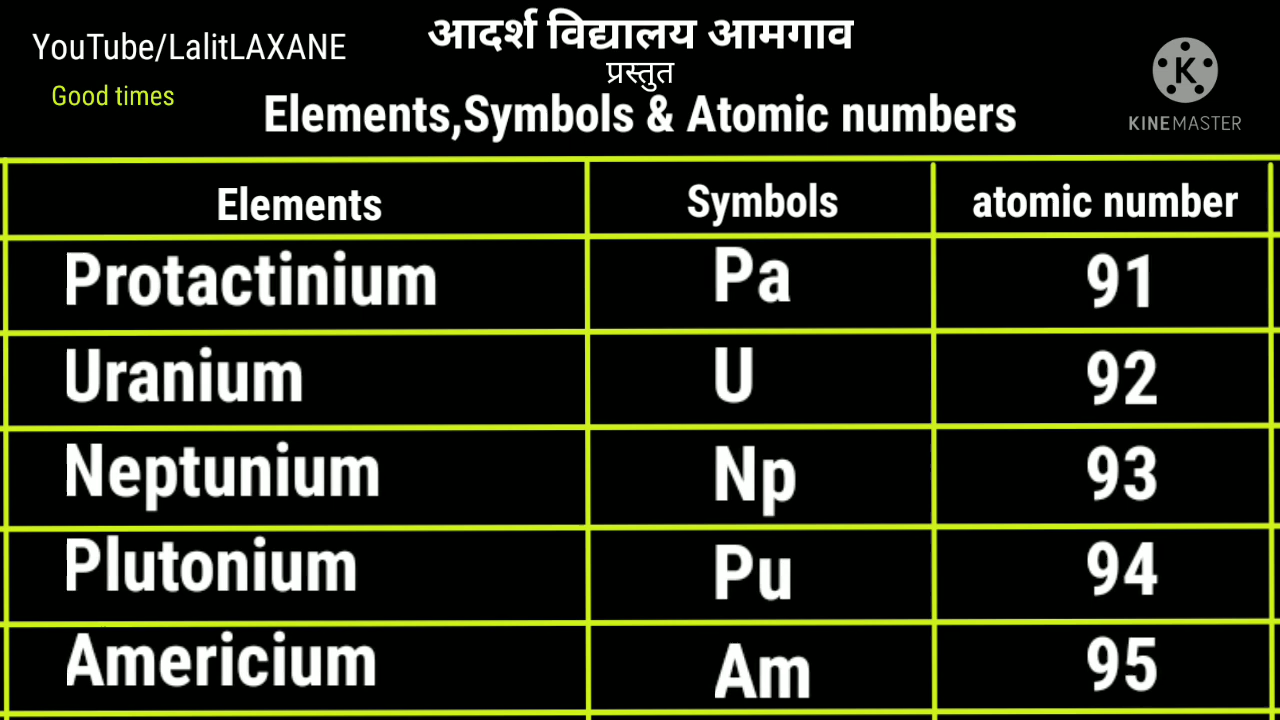 YouTube/LalitLAXANE
Good times
आदर्श विद्यालय आमगाव
प्रस्तुत
Elements,Symbols & Atomic numbers
K
KINEMASTER
Elements Symbols atomic number
Protactinium Pa 91
Uranium U 92
Neptunium Np 93
Plutonium Pu 94
Americium Am 95